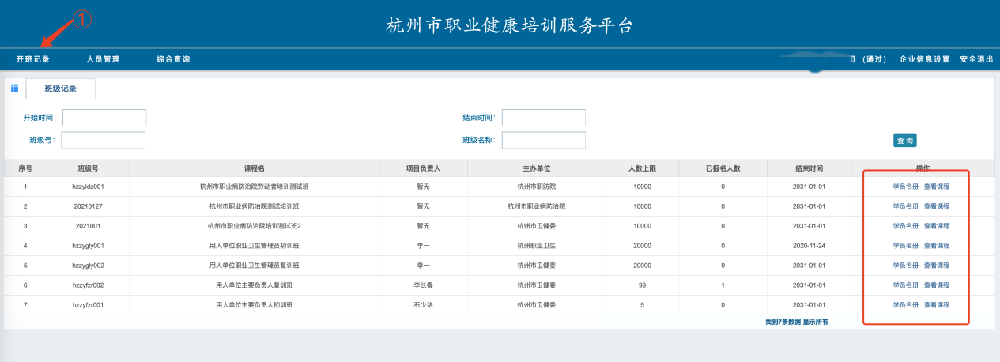 ①
杭州市职业健康培训服务平台
开班记录 人员管理 综合查询 (通过) 企业信息设置 安全退出
班级记录
开始时间: 结束时间:
班级号: 班级名称: 查询
序号 班级号 课程名 项目负责人 主办单位 人数上限 已报名人数 结束时间 操作
1 hzzyldz001 杭州市职业病防治院劳动者培训测试班 暂无 杭州市职防院 10000 0 2031-01-01 学员名册 查看课程
2 20210127 杭州市职业病防治院测试培训班 暂无 杭州市职业病防治院 10000 0 2031-01-01 学员名册 查看课程
3 2021001 杭州市职业病防治院培训测试班2 暂无 杭州市卫健委 10000 0 2031-01-01 学员名册 查看课程
4 hzzygly001 用人单位职业卫生管理员初训班 李一 杭州职业卫生 20000 0 2020-11-24 学员名册 查看课程
5 hzzygly002 用人单位职业卫生管理员复训班 李一 杭州市卫健委 20000 0 2031-01-01 学员名册 查看课程
6 hzzyfzr002 用人单位主要负责人复训班 李长春 杭州市卫健委 99 1 2031-01-01 学员名册 查看课程
7 hzzyfzr001 用人单位主要负责人初训班 石少华 杭州市卫健委 5 0 2031-01-01 学员名册 查看课程
找到7条数据 显示所有